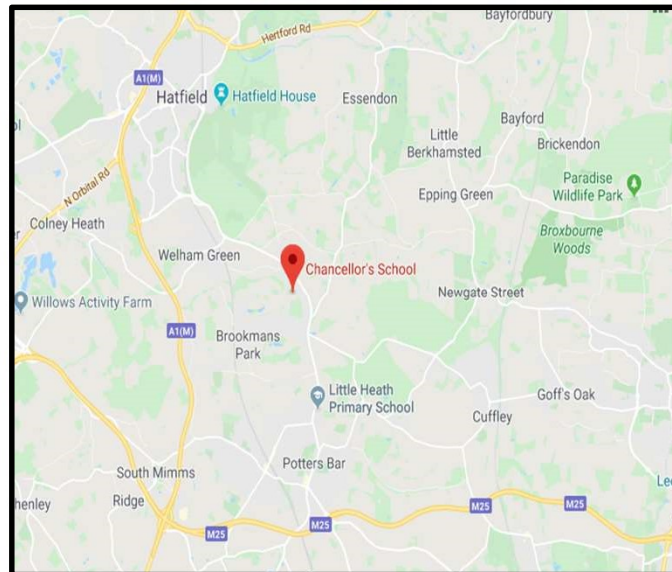 Bayfordbury
Hertford Rd
A1(M)
Hatfield
Hatfield House
Essendon
Bayford
Little
Berkhamsted
Brickendon
N Orbital Rd
Paradise
Wildlife Park
Epping Green
Colney Heath
Broxbourne
Woods
Welham Green
Chancellor's School
Newgate Street
Willows Activity Farm
A1(M)
Brookmans
Park
Little Heath
Primary School
Goff's Oak
Cuffley
Potters Bar
South Mimms
Ridge
henley
M25
M25
M25
M25